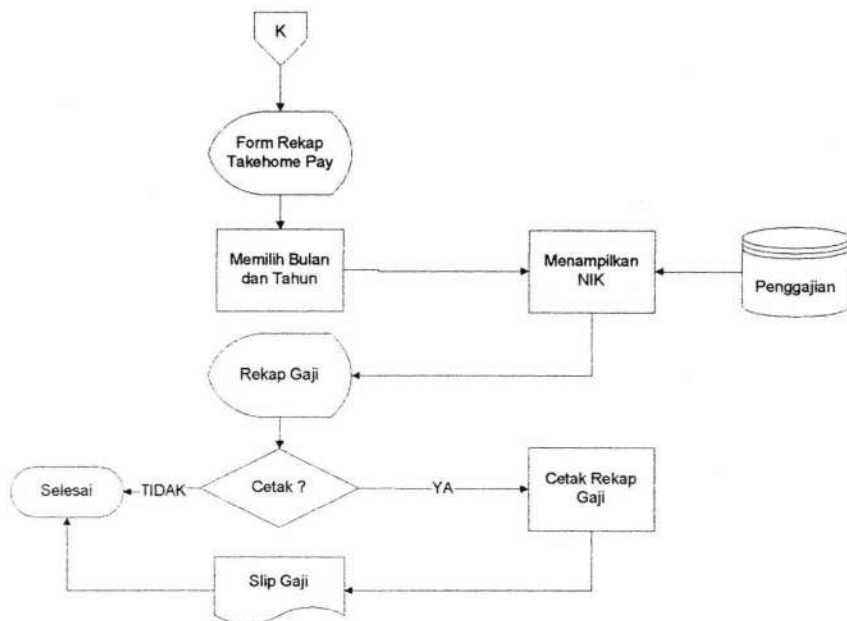 K
Form Rekap
Takehome Pay
Memilih Bulan
dan Tahun
Menampilkan
NIK
Penggajian
Rekap Gaji
Selesai
TIDAK
Cetak ?
YA
Cetak Rekap
Gaji
Slip Gaji